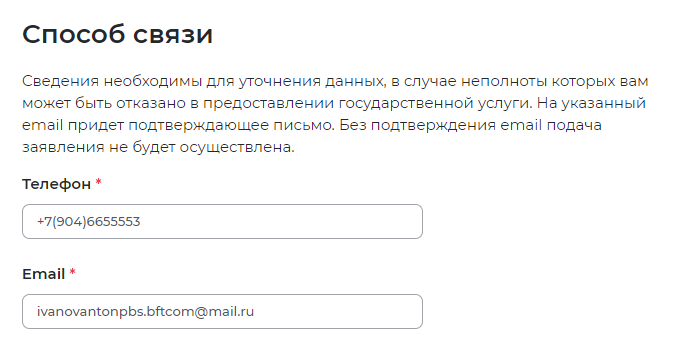 Способ связи
Сведения необходимы для уточнения данных, в случае неполноты которых вам
может быть отказано в предоставлении государственной услуги. На указанный
email придет подтверждающее письмо. Без подтверждения email подача
заявления не будет осуществлена.
Телефон *
+7(904)6655553
Email *
ivanovantonpbs.bftcom@mail.ru